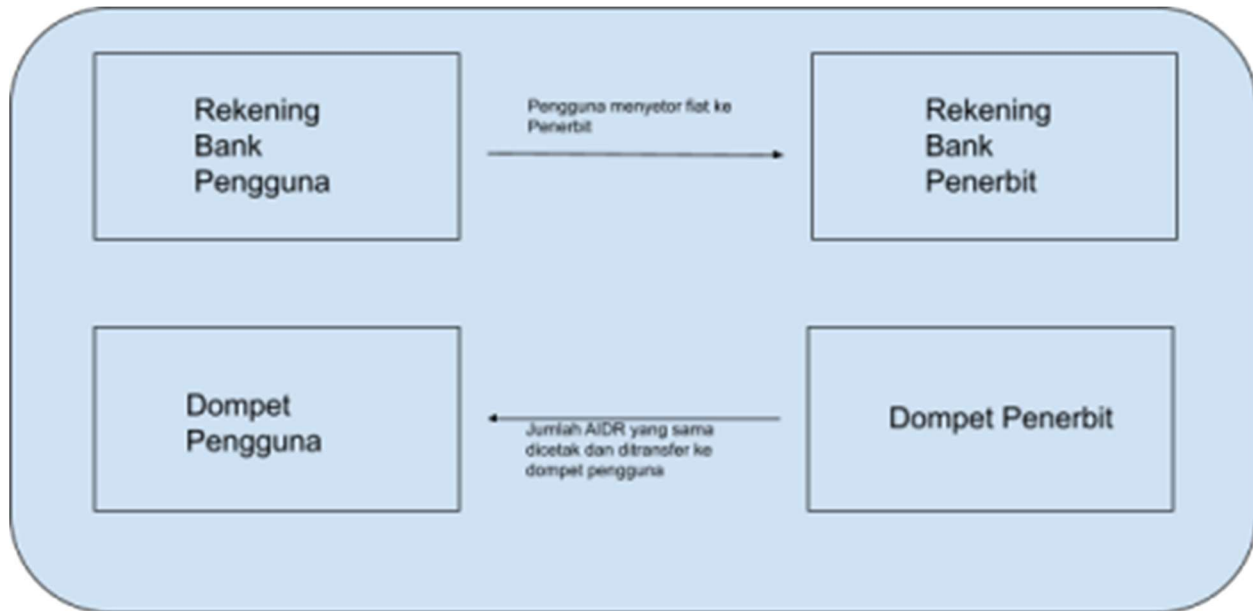 Rekening
Bank
Pengguna
Pengguna menyetor fiat ke
Penerbit
Rekening
Bank
Penerbit
Dompet
Pengguna
Jumlah AIDR yang sama
dicetak dan ditransfer ke
dompet pengguna
Dompet Penerbit